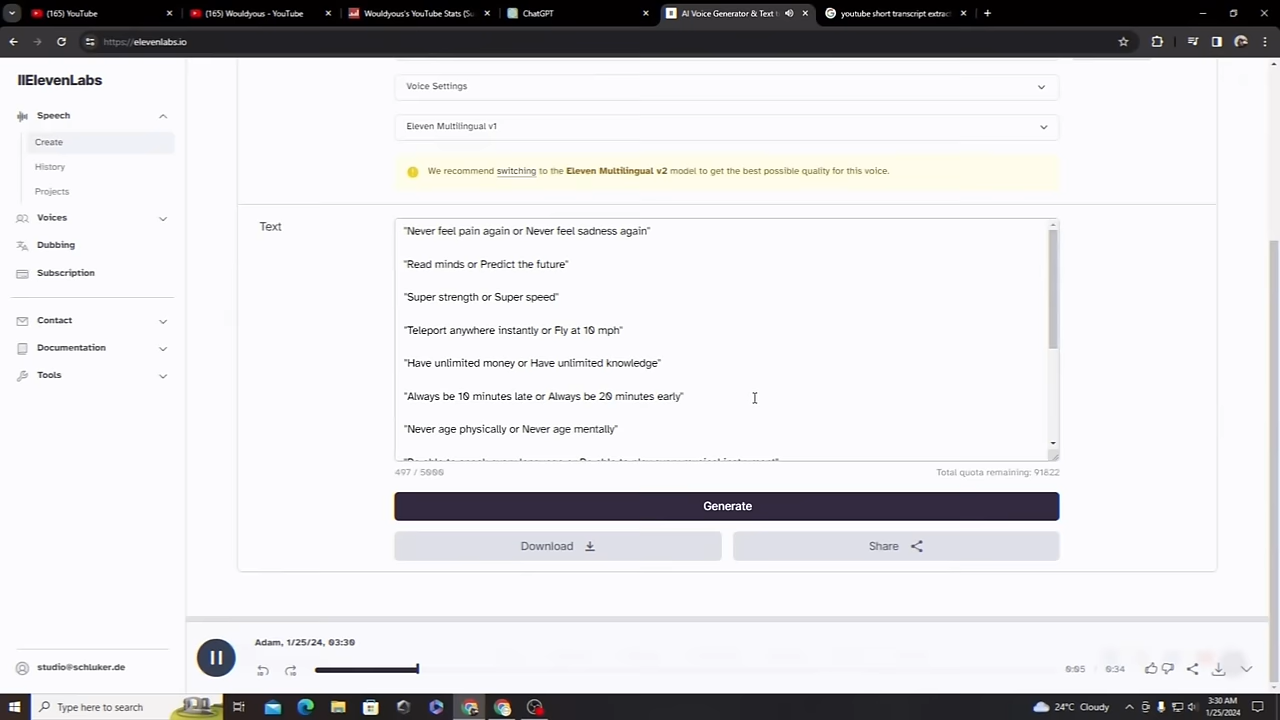 (165) YouTube
(165) Wouldyous - YouTube
Wouldyous's YouTube Stats (Su
ChatGPT
AI Voice Generator & Text t
youtube short transcript extrac
https://elevenlabs.io
IIElevenLabs
Speech
Create
History
Projects
Voices
Dubbing
Subscription
Contact
Documentation
Tools
studio@schluker.de
Voice Settings
Eleven Multilingual v1
We recommend switching to the Eleven Multilingual v2 model to get the best possible quality for this voice.
Text
"Never feel pain again or Never feel sadness again"
"Read minds or Predict the future"
"Super strength or Super speed"
"Teleport anywhere instantly or Fly at 10 mph"
"Have unlimited money or Have unlimited knowledge"
"Always be 10 minutes late or Always be 20 minutes early"
"Never age physically or Never age mentally"
497 / 5000
Total quota remaining: 91822
Generate
Download
Share
Adam, 1/25/24, 03:30
0:05
0:34
Type here to search
24°C Cloudy
3:30 AM
1/25/2024